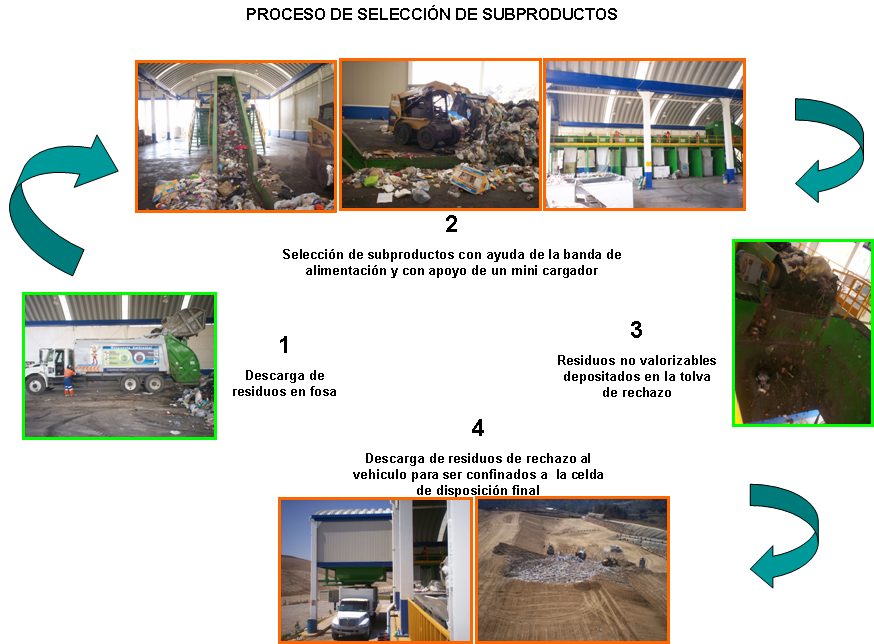 PROCESO DE SELECCIÓN DE SUBPRODUCTOS
2
Selección de subproductos con ayuda de la banda de
alimentación y con apoyo de un mini cargador
1
Descarga de
residuos en fosa
3
Residuos no valorizables
depositados en la tolva
de rechazo
4
Descarga de residuos de rechazo al
vehiculo para ser confinados a la celda
de disposición final